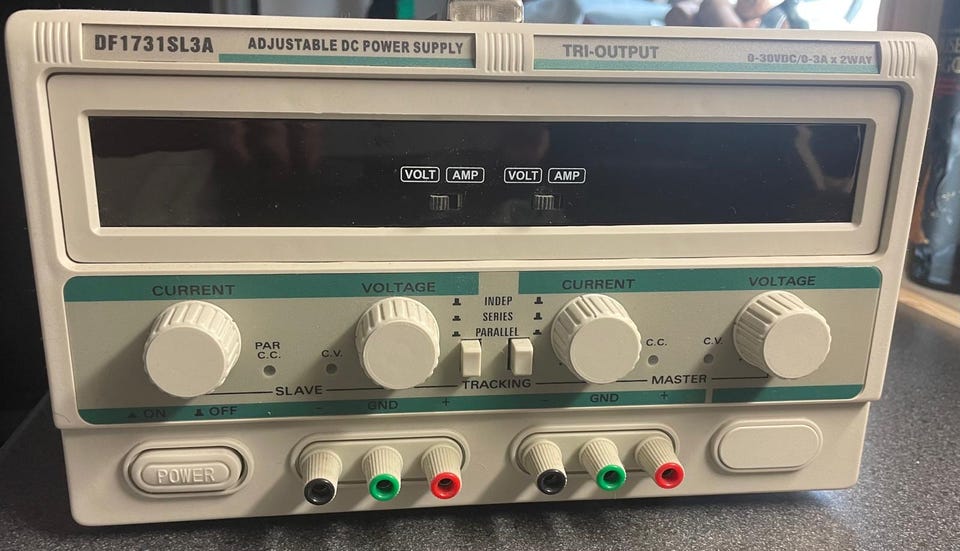 DF1731SL3A ADJUSTABLE DC POWER SUPPLY TRI-OUTPUT 0-30VDC/0-3A x 2WAY
VOLT AMP VOLT AMP
CURRENT VOLTAGE CURRENT VOLTAGE
INDEP
SERIES
PARALLEL
PAR
C.C. C.V. C.C. C.V.
SLAVE TRACKING MASTER
ON OFF - GND + - GND +
POWER